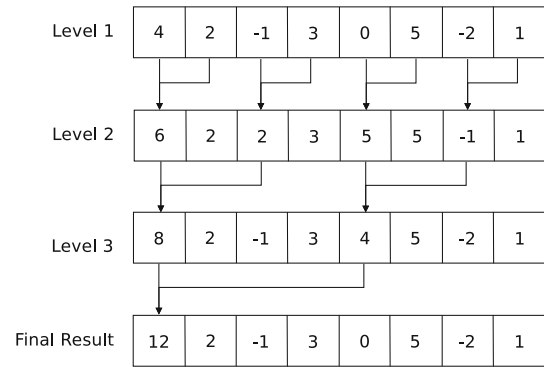 Level 1 4 2 -1 3 0 5 -2 1
Level 2 6 2 2 3 5 5 -1 1
Level 3 8 2 -1 3 4 5 -2 1
Final Result 12 2 -1 3 0 5 -2 1